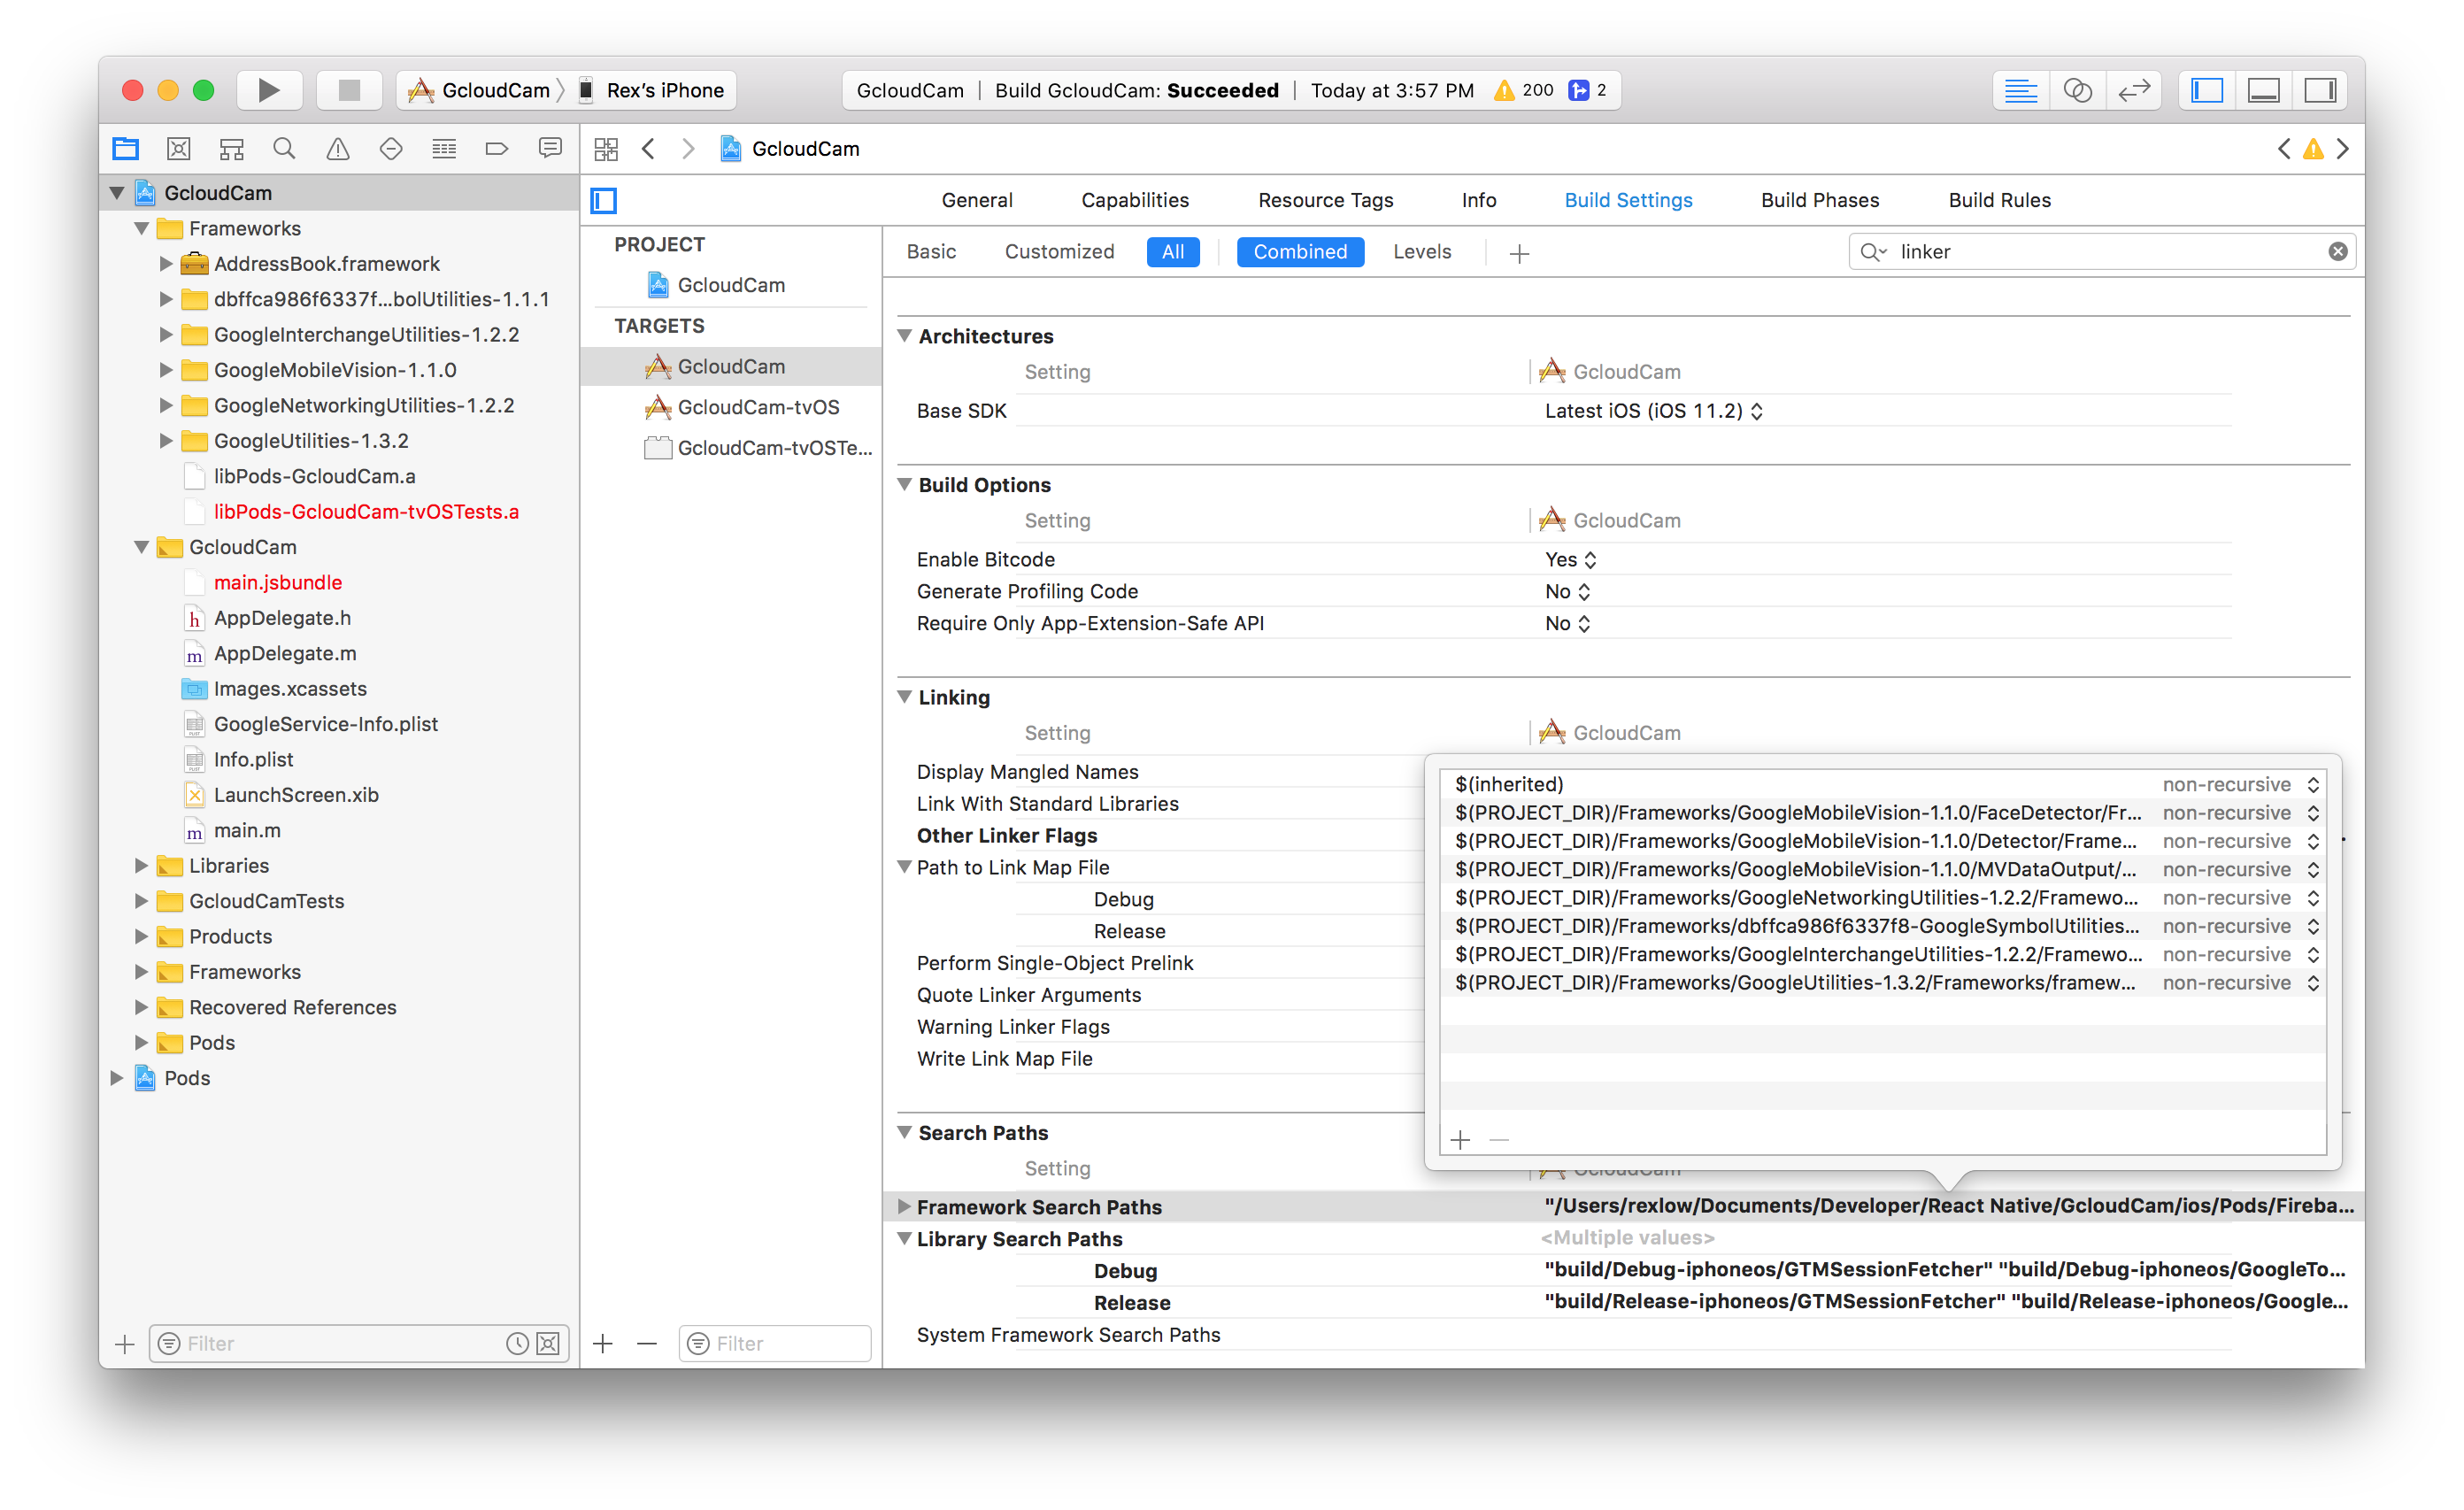 GcloudCam Rex's iPhone
GcloudCam | Build GcloudCam: Succeeded | Today at 3:57 PM 200 2
GcloudCam
GcloudCam
Frameworks
AddressBook.framework
dbffca986f6337f...bolUtilities-1.1.1
GoogleInterchangeUtilities-1.2.2
GoogleMobileVision-1.1.0
GoogleNetworkingUtilities-1.2.2
GoogleUtilities-1.3.2
libPods-GcloudCam.a
libPods-GcloudCam-tvOSTests.a
GcloudCam
main.jsbundle
h AppDelegate.h
m AppDelegate.m
Images.xcassets
GoogleService-Info.plist
Info.plist
LaunchScreen.xib
m main.m
Libraries
GcloudCamTests
Products
Frameworks
Recovered References
Pods
Pods
Filter
General Capabilities Resource Tags Info Build Settings Build Phases Build Rules
PROJECT
GcloudCam
TARGETS
GcloudCam
GcloudCam-tvOS
GcloudCam-tvOSTe...
Filter
Basic Customized All Combined Levels linker
Architectures
Setting GcloudCam
Base SDK Latest iOS (iOS 11.2)
Build Options
Setting GcloudCam
Enable Bitcode Yes
Generate Profiling Code No
Require Only App-Extension-Safe API No
Linking
Setting GcloudCam
Display Mangled Names
Link With Standard Libraries
Other Linker Flags
Path to Link Map File
Debug
Release
Perform Single-Object Prelink
Quote Linker Arguments
Warning Linker Flags
Write Link Map File
$(inherited) non-recursive
$(PROJECT_DIR)/Frameworks/GoogleMobileVision-1.1.0/FaceDetector/Fr... non-recursive
$(PROJECT_DIR)/Frameworks/GoogleMobileVision-1.1.0/Detector/Frame... non-recursive
$(PROJECT_DIR)/Frameworks/GoogleMobileVision-1.1.0/MVDataOutput/... non-recursive
$(PROJECT_DIR)/Frameworks/GoogleNetworkingUtilities-1.2.2/Framewo... non-recursive
$(PROJECT_DIR)/Frameworks/dbffca986f6337f8-GoogleSymbolUtilities... non-recursive
$(PROJECT_DIR)/Frameworks/GoogleInterchangeUtilities-1.2.2/Framewo... non-recursive
$(PROJECT_DIR)/Frameworks/GoogleUtilities-1.3.2/Frameworks/framew... non-recursive
Search Paths
Setting GcloudCam
Framework Search Paths "/Users/rexlow/Documents/Developer/React Native/GcloudCam/ios/Pods/Fireba...
Library Search Paths <Multiple values>
Debug "build/Debug-iphoneos/GTMSessionFetcher" "build/Debug-iphoneos/GoogleTo...
Release "build/Release-iphoneos/GTMSessionFetcher" "build/Release-iphoneos/Google...
System Framework Search Paths